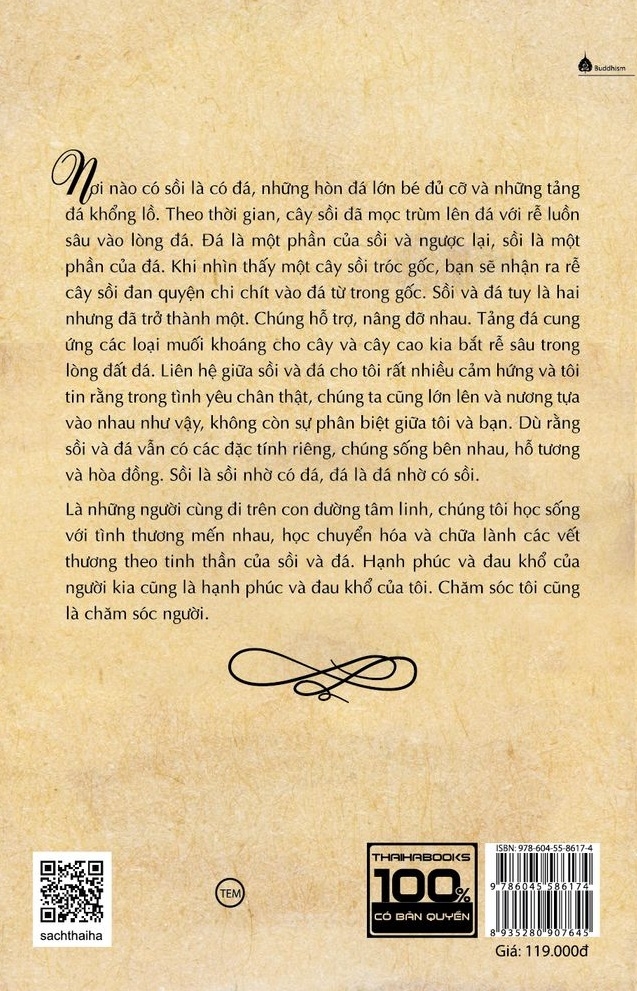 Buddhism
Nơi nào có sồi là có đá, những hòn đá lớn bé đủ cỡ và những tảng
đá khổng lồ. Theo thời gian, cây sồi đã mọc trùm lên đá với rễ luồn
sâu vào lòng đá. Đá là một phần của sồi và ngược lại, sồi là một
phần của đá. Khi nhìn thấy một cây sồi tróc gốc, bạn sẽ nhận ra rễ
cây sồi đan quyện chi chít vào đá từ trong gốc. Sồi và đá tuy là hai
nhưng đã trở thành một. Chúng hỗ trợ, nâng đỡ nhau. Tảng đá cung
ứng các loại muối khoáng cho cây và cây cao kia bắt rễ sâu trong
lòng đất đá. Liên hệ giữa sồi và đá cho tôi rất nhiều cảm hứng và tôi
tin rằng trong tình yêu chân thật, chúng ta cũng lớn lên và nương tựa
vào nhau như vậy, không còn sự phân biệt giữa tôi và bạn. Dù rằng
sồi và đá vẫn có các đặc tính riêng, chúng sống bên nhau, hỗ tương
và hòa đồng. Sồi là sồi nhờ có đá, đá là đá nhờ có sồi.
Là những người cùng đi trên con đường tâm linh, chúng tôi học sống
với tình thương mến nhau, học chuyển hóa và chữa lành các vết
thương theo tinh thần của sồi và đá. Hạnh phúc và đau khổ của
người kia cũng là hạnh phúc và đau khổ của tôi. Chăm sóc tôi cũng
là chăm sóc người.
sachthaiha
TEM
THAIHABOOKS
100%
CÓ BẢN QUYỀN
ISBN: 978-604-55-8617-4
9 786045 586174
8 935280 907645
Giá: 119.000đ